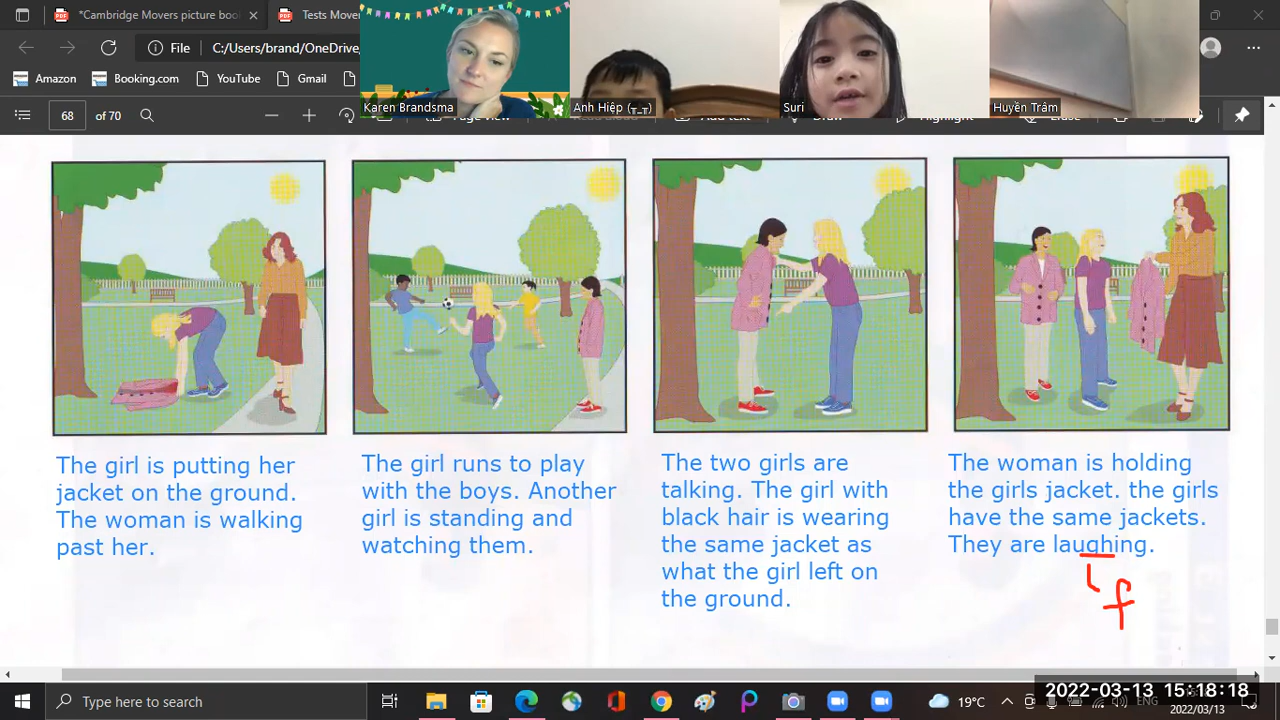 *Cambridge Movers picture boo
Tests Mover
File
C:/Users/brand/OneDrive
Amazon
Booking.com
YouTube
Gmail
68
of 70
Karen Brandsma
Anh Hiệp (┬_┬)
Suri
Huyền Trâm
The girl is putting her
jacket on the ground.
The woman is walking
past her.
The girl runs to play
with the boys. Another
girl is standing and
watching them.
The two girls are
talking. The girl with
black hair is wearing
the same jacket as
what the girl left on
the ground.
The woman is holding
the girls jacket. the girls
have the same jackets.
They are laughing.
f
Type here to search
19°C
2022-03-13 15:18:18
2022/03/13